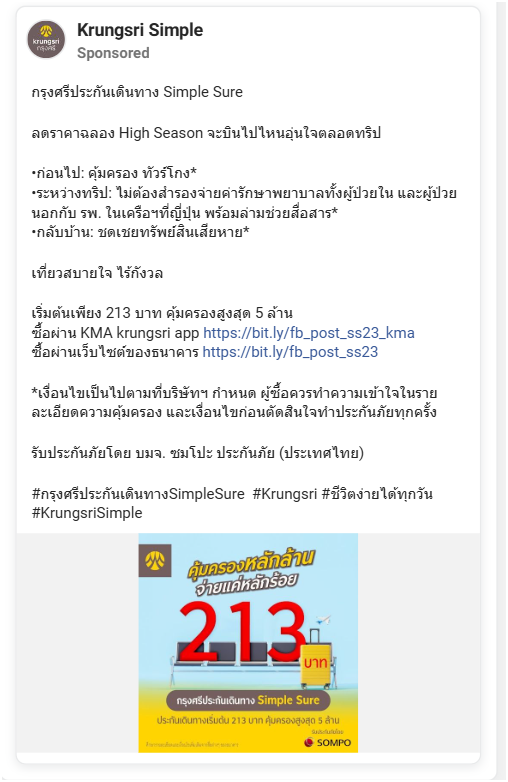 Krungsri Simple
Sponsored
krungsri
กรุงศรี
กรุงศรีประกันเดินทาง Simple Sure
ลดราคาฉลอง High Season จะบินไปไหนอุ่นใจตลอดทริป
•ก่อนไป: คุ้มครอง ทัวร์โกง*
•ระหว่างทริป: ไม่ต้องสำรองจ่ายค่ารักษาพยาบาลทั้งผู้ป่วยใน และผู้ป่วย
นอกกับ รพ. ในเครือฯที่ญี่ปุ่น พร้อมล่ามช่วยสื่อสาร*
•กลับบ้าน: ชดเชยทรัพย์สินเสียหาย*
เที่ยวสบายใจ ไร้กังวล
เริ่มต้นเพียง 213 บาท คุ้มครองสูงสุด 5 ล้าน
ซื้อผ่าน KMA krungsri app https://bit.ly/fb_post_ss23_kma
ซื้อผ่านเว็บไซต์ของธนาคาร https://bit.ly/fb_post_ss23
*เงื่อนไขเป็นไปตามที่บริษัทฯ กำหนด ผู้ซื้อควรทำความเข้าใจในราย
ละเอียดความคุ้มครอง และเงื่อนไขก่อนตัดสินใจทำประกันภัยทุกครั้ง
รับประกันภัยโดย บมจ. ซมโปะ ประกันภัย (ประเทศไทย)
#กรุงศรีประกันเดินทางSimpleSure #Krungsri #ชีวิตง่ายได้ทุกวัน
#KrungsriSimple
คุ้มครองหลักล้าน
จ่ายแค่หลักร้อย
213
บาท
กรุงศรีประกันเดินทาง Simple Sure
ประกันเดินทางเริ่มต้น 213 บาท คุ้มครองสูงสุด 5 ล้าน
รับประกันภัยโดย
SOMPO